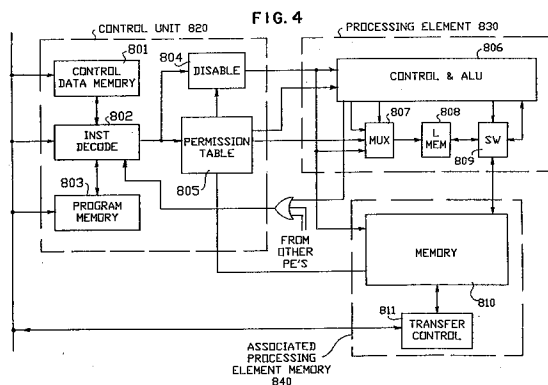 FIG. 4
CONTROL UNIT 820
PROCESSING ELEMENT 830
801
CONTROL
DATA MEMORY
804
DISABLE
806
CONTROL & ALU
802
INST
DECODE
PERMISSION
TABLE
805
807
MUX
808
L
MEM
SW
809
803
PROGRAM
MEMORY
FROM
OTHER
PE'S
MEMORY
810
811
TRANSFER
CONTROL
ASSOCIATED
PROCESSING
ELEMENT MEMORY
840